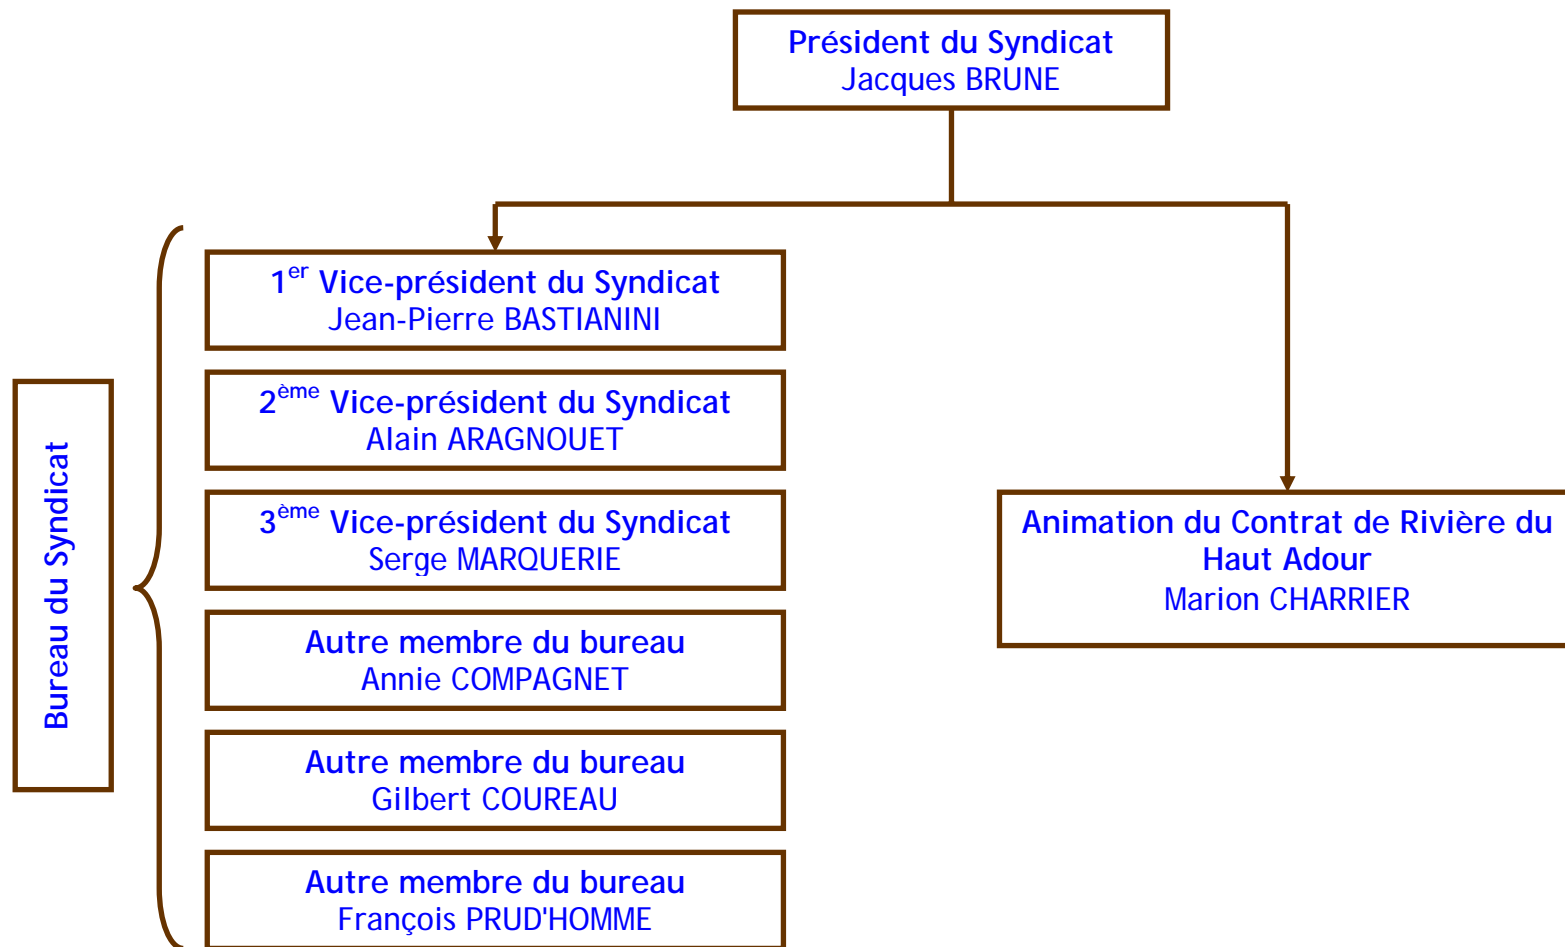 Président du Syndicat
Jacques BRUNE
Bureau du Syndicat
1er Vice-président du Syndicat
Jean-Pierre BASTIANINI
2ème Vice-président du Syndicat
Alain ARAGNOUET
3ème Vice-président du Syndicat
Serge MARQUERIE
Autre membre du bureau
Annie COMPAGNET
Autre membre du bureau
Gilbert COUREAU
Autre membre du bureau
François PRUD'HOMME
Animation du Contrat de Rivière du
Haut Adour
Marion CHARRIER